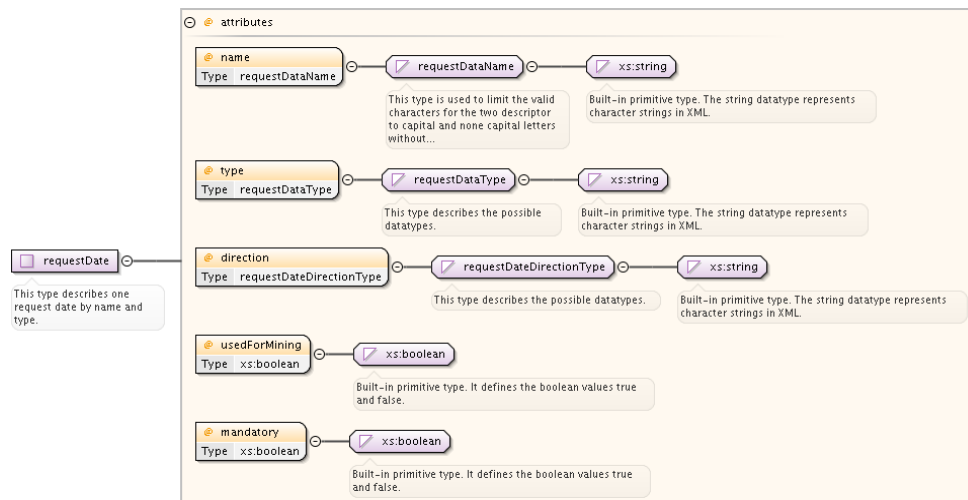 attributes
name
Type requestDataName
requestDataName
xs:string
This type is used to limit the valid
characters for the two descriptor
to capital and none capital letters
without...
Built-in primitive type. The string datatype represents
character strings in XML.
type
Type requestDataType
requestDataType
xs:string
This type describes the possible
datatypes.
Built-in primitive type. The string datatype represents
character strings in XML.
requestDate
This type describes one
request date by name and
type.
direction
Type requestDateDirectionType
requestDateDirectionType
xs:string
This type describes the possible datatypes.
Built-in primitive type. The string datatype represents
character strings in XML.
usedForMining
Type xs:boolean
xs:boolean
Built-in primitive type. It defines the boolean values true
and false.
mandatory
Type xs:boolean
xs:boolean
Built-in primitive type. It defines the boolean values true
and false.